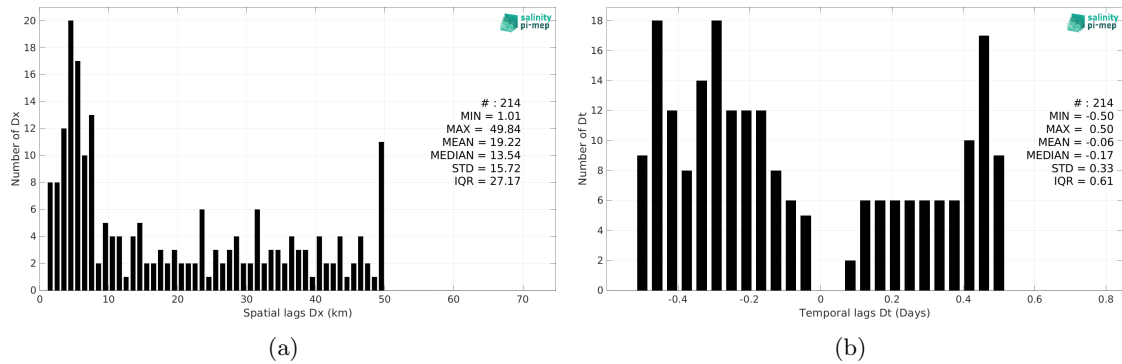 20
18
16
14
12
10
8
6
4
2
0
Number of Dx
0 10 20 30 40 50 60 70
Spatial lags Dx (km)
salinity
pi-mep
# : 214
MIN = 1.01
MAX = 49.84
MEAN = 19.22
MEDIAN = 13.54
STD = 15.72
IQR = 27.17
(a)
18
16
14
12
10
8
6
4
2
0
Number of Dt
-0.4 -0.2 0 0.2 0.4 0.6 0.8
Temporal lags Dt (Days)
salinity
pi-mep
# : 214
MIN = -0.50
MAX = 0.50
MEAN = -0.06
MEDIAN = -0.17
STD = 0.33
IQR = 0.61
(b)